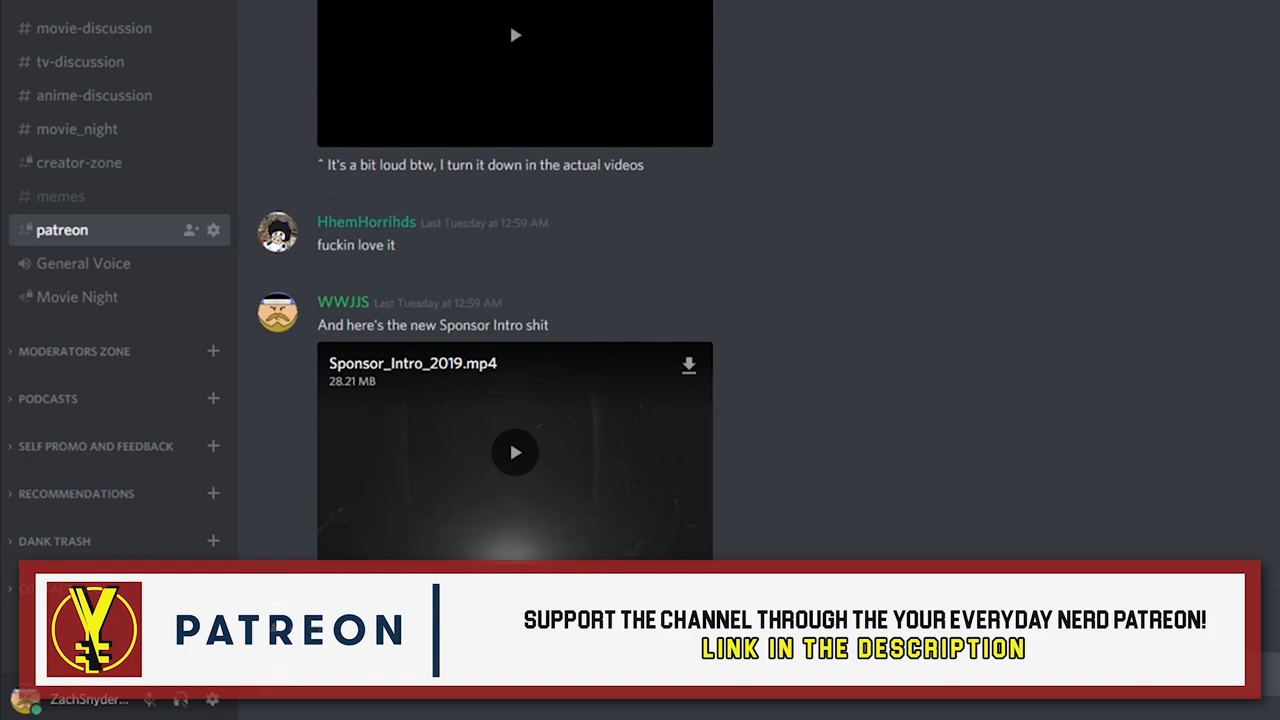 # movie-discussion
# tv-discussion
# anime-discussion
# movie_night
creator-zone
# memes
patreon
General Voice
Movie Night
MODERATORS ZONE
PODCASTS
SELF PROMO AND FEEDBACK
RECOMMENDATIONS
DANK TRASH
ZachSnyder...
^ It's a bit loud btw, I turn it down in the actual videos
HhemHorrihds Last Tuesday at 12:59 AM
fuckin love it
WWJJS Last Tuesday at 12:59 AM
And here's the new Sponsor Intro shit
Sponsor_Intro_2019.mp4
28.21 MB
PATREON
SUPPORT THE CHANNEL THROUGH THE YOUR EVERYDAY NERD PATREON!
LINK IN THE DESCRIPTION